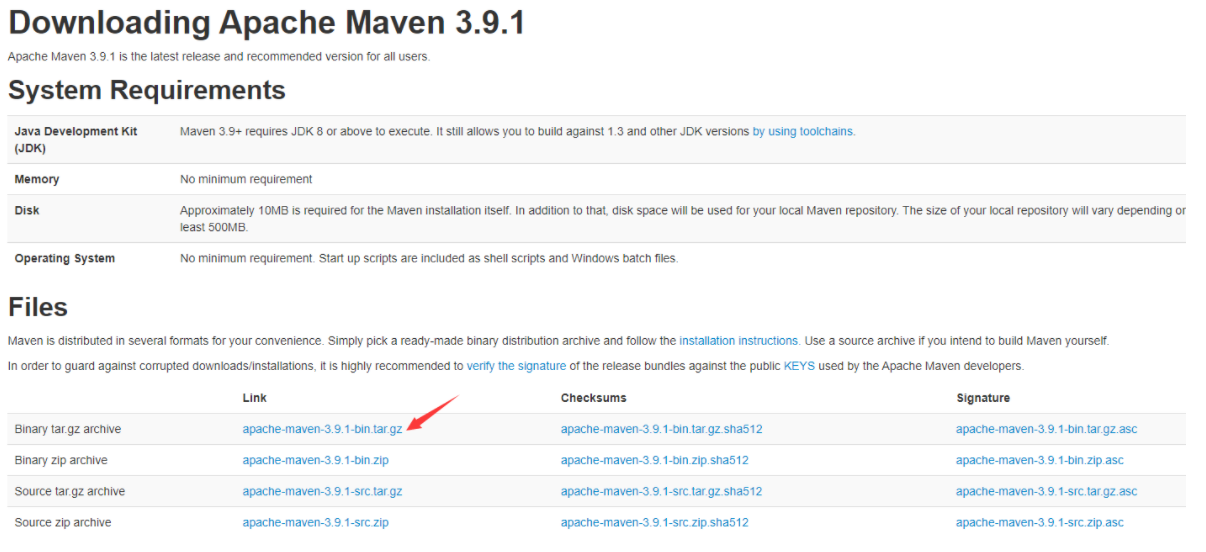 Downloading Apache Maven 3.9.1
Apache Maven 3.9.1 is the latest release and recommended version for all users.
System Requirements
Java Development Kit (JDK) Maven 3.9+ requires JDK 8 or above to execute. It still allows you to build against 1.3 and other JDK versions by using toolchains.
Memory No minimum requirement
Disk Approximately 10MB is required for the Maven installation itself. In addition to that, disk space will be used for your local Maven repository. The size of your local repository will vary depending or
least 500MB.
Operating System No minimum requirement. Start up scripts are included as shell scripts and Windows batch files.
Files
Maven is distributed in several formats for your convenience. Simply pick a ready-made binary distribution archive and follow the installation instructions. Use a source archive if you intend to build Maven yourself.
In order to guard against corrupted downloads/installations, it is highly recommended to verify the signature of the release bundles against the public KEYS used by the Apache Maven developers.
Link Checksums Signature
Binary tar.gz archive apache-maven-3.9.1-bin.tar.gz apache-maven-3.9.1-bin.tar.gz.sha512 apache-maven-3.9.1-bin.tar.gz.asc
Binary zip archive apache-maven-3.9.1-bin.zip apache-maven-3.9.1-bin.zip.sha512 apache-maven-3.9.1-bin.zip.asc
Source tar.gz archive apache-maven-3.9.1-src.tar.gz apache-maven-3.9.1-src.tar.gz.sha512 apache-maven-3.9.1-src.tar.gz.asc
Source zip archive apache-maven-3.9.1-src.zip apache-maven-3.9.1-src.zip.sha512 apache-maven-3.9.1-src.zip.asc